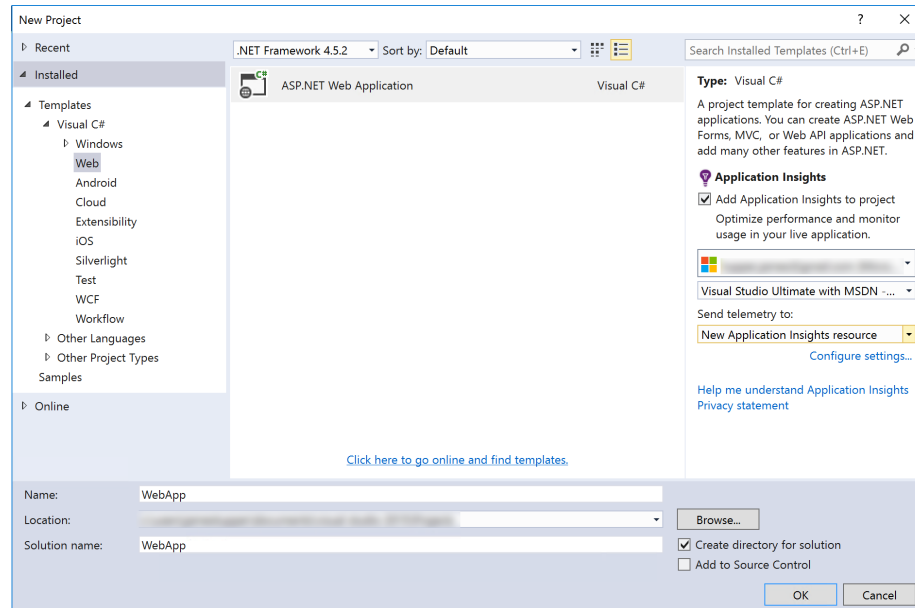 New Project
Recent
.NET Framework 4.5.2 Sort by: Default
Search Installed Templates (Ctrl+E)
Installed
Templates
Visual C#
Windows
Web
Android
Cloud
Extensibility
iOS
Silverlight
Test
WCF
Workflow
Other Languages
Other Project Types
Samples
Online
C#
ASP.NET Web Application Visual C#
Click here to go online and find templates.
Type: Visual C#
A project template for creating ASP.NET
applications. You can create ASP.NET Web
Forms, MVC, or Web API applications and
add many other features in ASP.NET.
Application Insights
Add Application Insights to project
Optimize performance and monitor
usage in your live application.
Visual Studio Ultimate with MSDN -...
Send telemetry to:
New Application Insights resource
Configure settings...
Help me understand Application Insights
Privacy statement
Name: WebApp
Location:
Browse...
Solution name: WebApp
Create directory for solution
Add to Source Control
OK Cancel